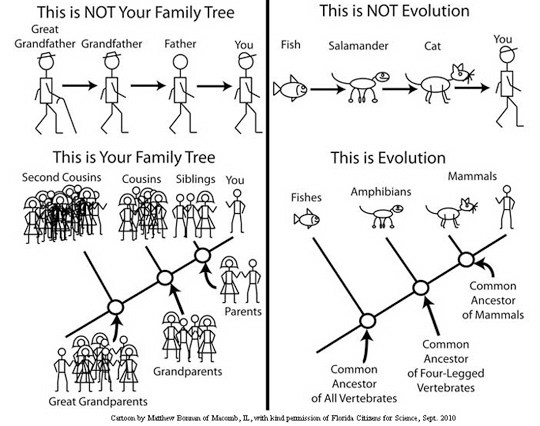 This is NOT Your Family Tree
Great
Grandfather
Grandfather
Father
You
This is NOT Evolution
Fish
Salamander
Cat
You
This is Your Family Tree
Second Cousins
Cousins
Siblings
You
Parents
Grandparents
Great Grandparents
This is Evolution
Fishes
Amphibians
Mammals
Common
Ancestor
of Mammals
Common
Ancestor
of Four-Legged
Vertebrates
Common
Ancestor
of All Vertebrates
Cartoon by Matthew Bonnan of Macomb, IL, with kind permission of Florida Citizens for Science, Sept. 2010